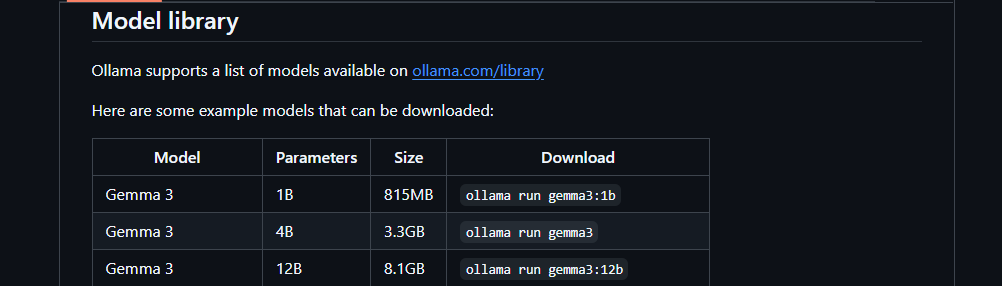 Model library
Ollama supports a list of models available on ollama.com/library
Here are some example models that can be downloaded:
Model Parameters Size Download
Gemma 3 1B 815MB ollama run gemma3:1b
Gemma 3 4B 3.3GB ollama run gemma3
Gemma 3 12B 8.1GB ollama run gemma3:12b